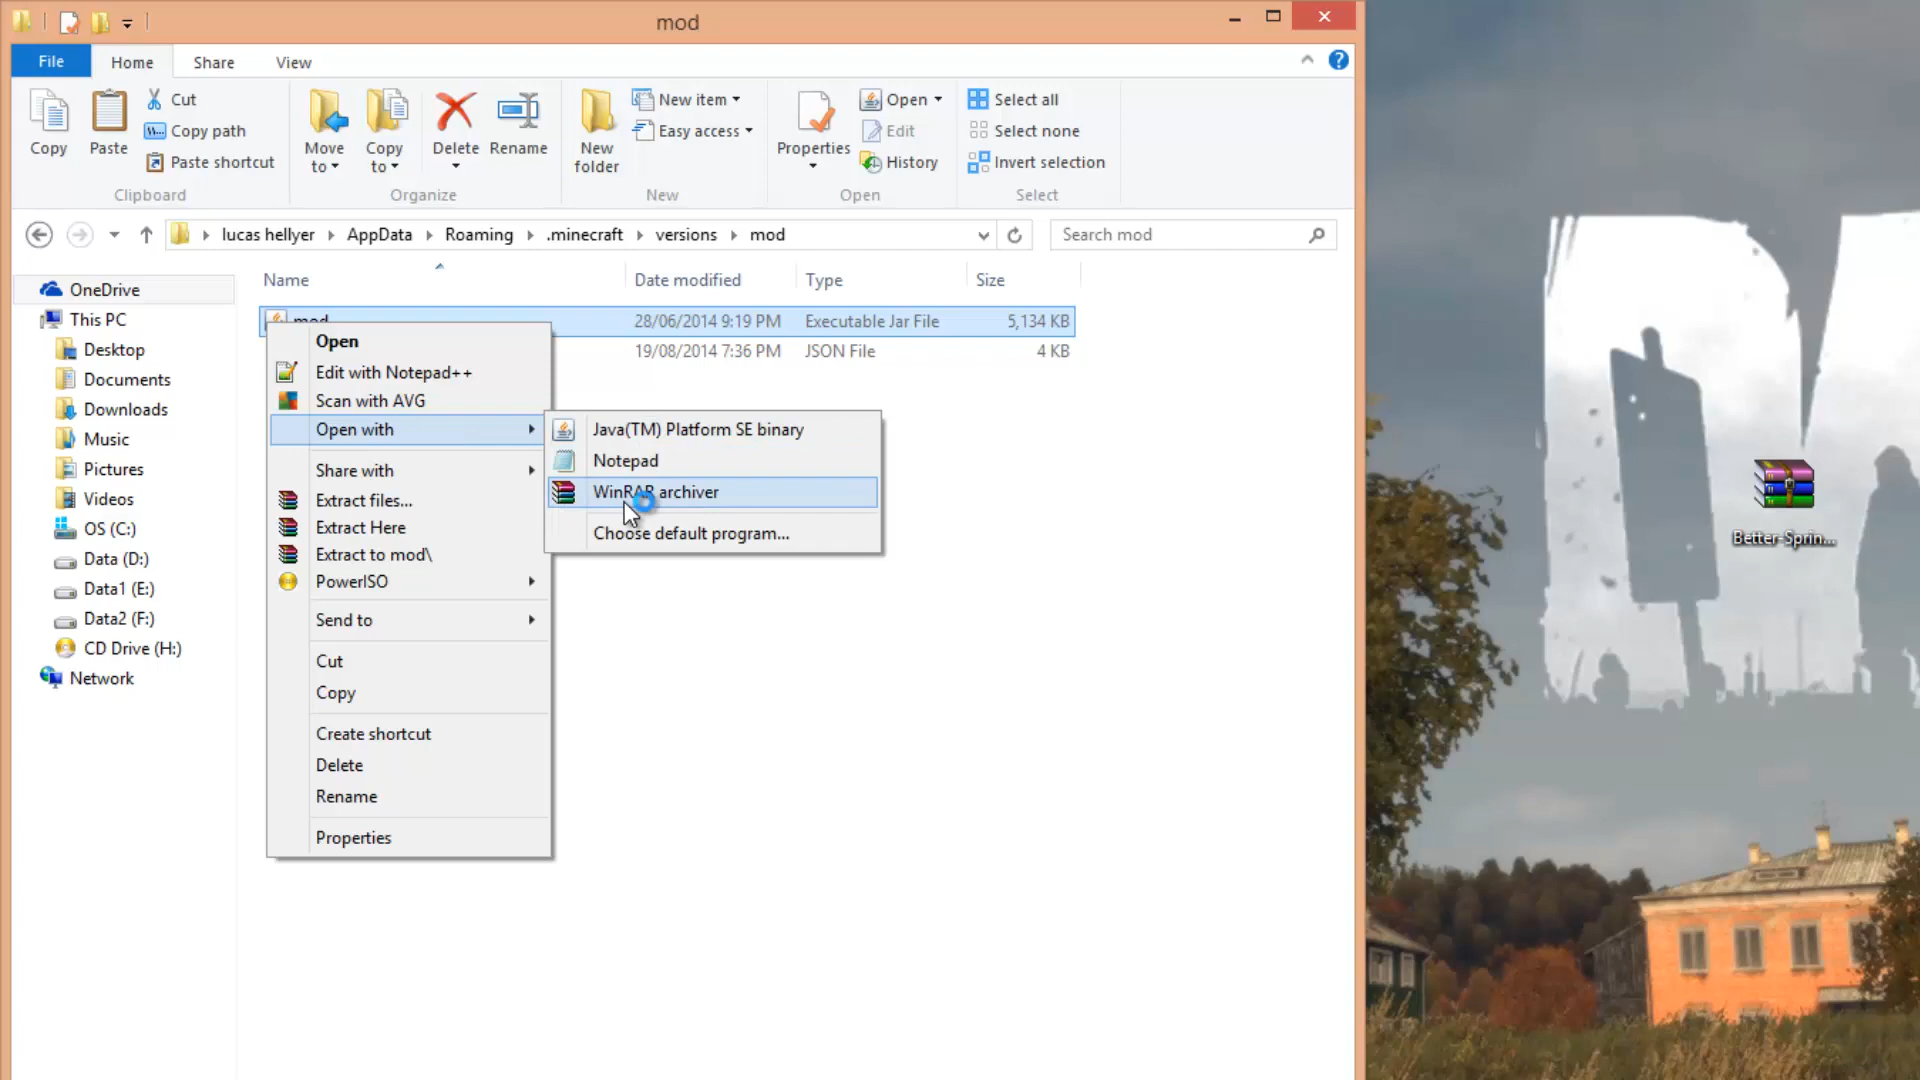 mod
File
Home
Share
View
Copy
Paste
Cut
Copy path
Paste shortcut
Clipboard
Move to
Copy to
Delete
Rename
Organize
New folder
New item
Easy access
New
Properties
Open
Edit
History
Open
Select all
Select none
Invert selection
Select
lucas hellyer
AppData
Roaming
.minecraft
versions
mod
Search mod
OneDrive
This PC
Desktop
Documents
Downloads
Music
Pictures
Videos
OS (C:)
Data (D:)
Data1 (E:)
Data2 (F:)
CD Drive (H:)
Network
Name
Date modified
Type
Size
mod
28/06/2014 9:19 PM
Executable Jar File
5,134 KB
19/08/2014 7:36 PM
JSON File
4 KB
Open
Edit with Notepad++
Scan with AVG
Open with
Share with
Extract files...
Extract Here
Extract to mod\
PowerISO
Send to
Cut
Copy
Create shortcut
Delete
Rename
Properties
Java(TM) Platform SE binary
Notepad
WinRAR archiver
Choose default program...
Better-Sprin...